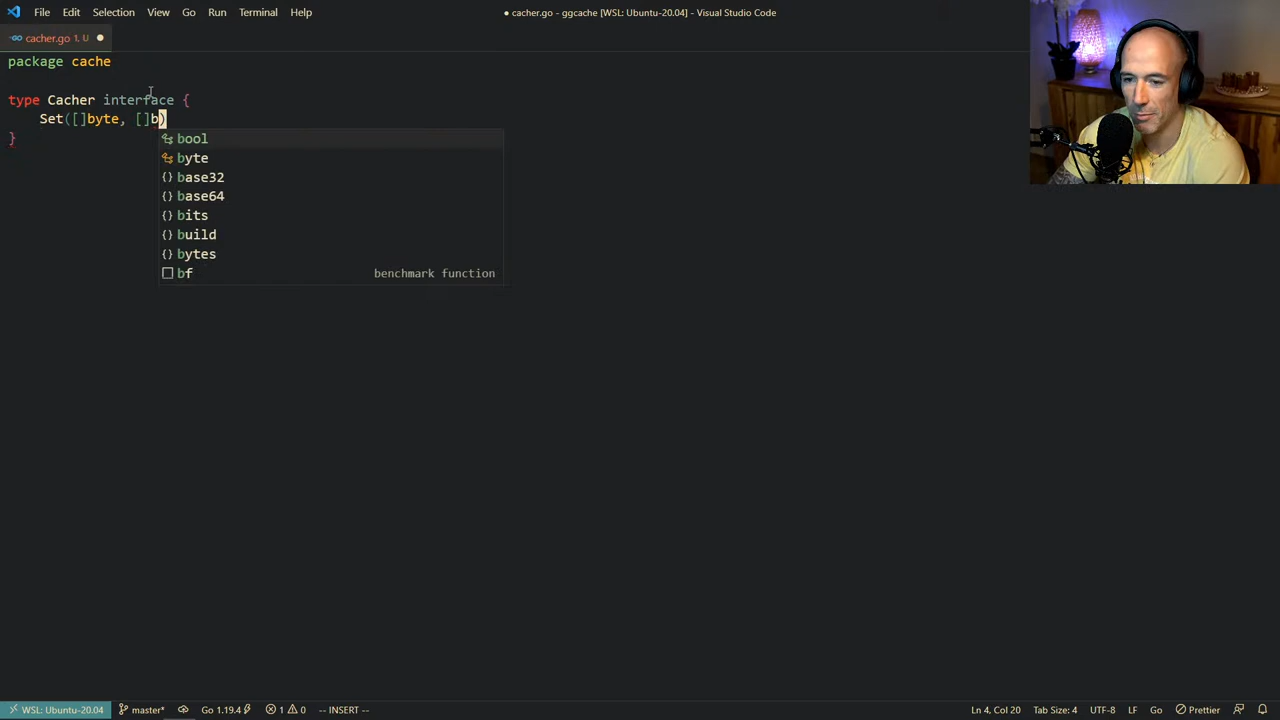 File Edit Selection View Go Run Terminal Help
● cacher.go - ggcache [WSL: Ubuntu-20.04] - Visual Studio Code
cacher.go 1, U ●
package cache
type Cacher interface {
Set([]byte, []b)
}
bool
byte
base32
base64
bits
build
bytes
bf benchmark function
WSL: Ubuntu-20.04 master* Go 1.19.4 1 0 -- INSERT -- Ln 4, Col 20 Tab Size: 4 UTF-8 LF Go Prettier